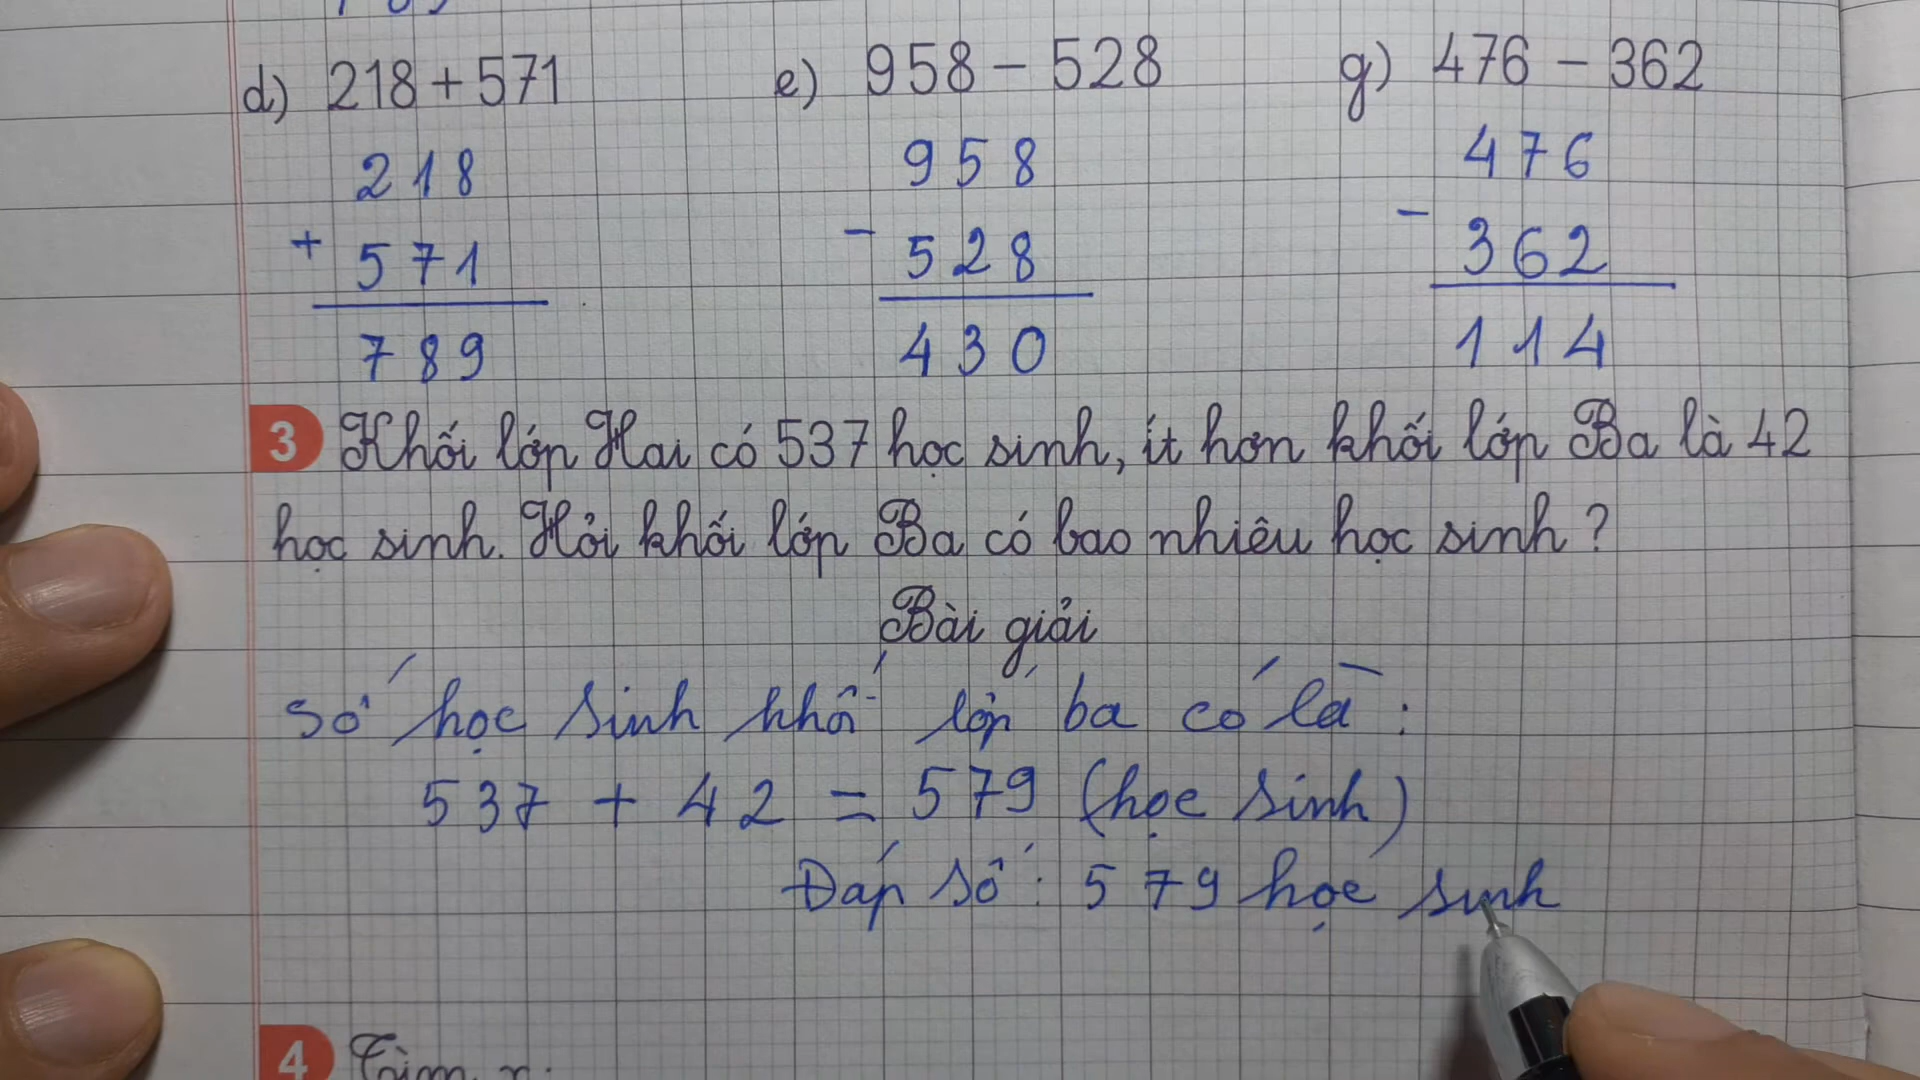 d) 218 + 571 e) 958 - 528 g) 476 - 362
218 958 476
+ - -
571 528 362
789 430 114
3 Khối lớp Hai có 537 học sinh, ít hơn khối lớp Ba là 42
học sinh. Hỏi khối lớp Ba có bao nhiêu học sinh?
Bài giải
Số học sinh khối lớp ba có là:
537 + 42 = 579 (học sinh)
Đáp số: 579 học sinh
4 Tìm x: